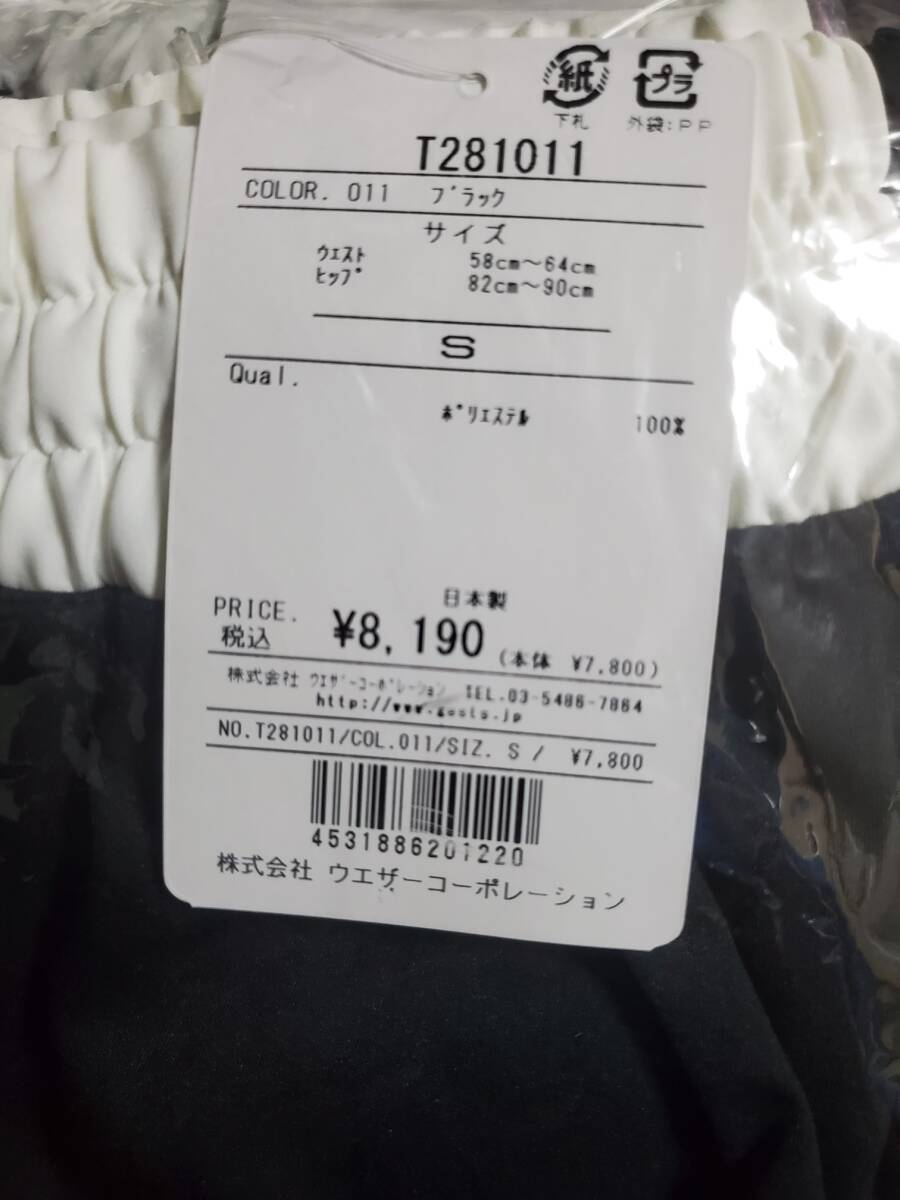 紙
プラ
下札
外袋:PP
T281011
COLOR. 011 ブラック
サイズ
ウエスト 58cm～64cm
ヒップ 82cm～90cm
S
Qual.
ポリエステル 100%
日本製
PRICE.
税込 ¥8,190 (本体 ¥7,800)
株式会社 ウエザーコーポレーション TEL.03-5486-7864
NO.T281011/COL.011/SIZ. S / ¥7,800
4531886201220
株式会社 ウエザーコーポレーション